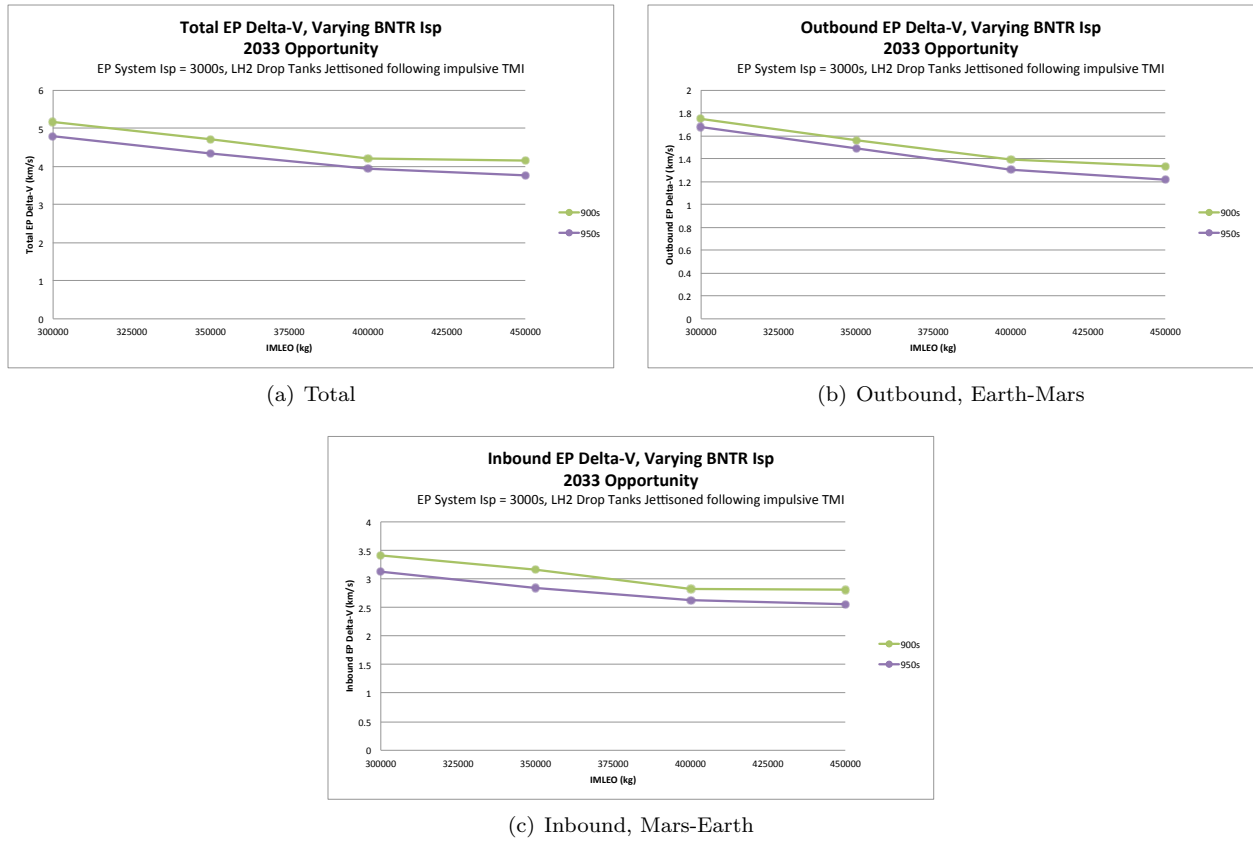 Total EP Delta-V, Varying BNTR Isp
2033 Opportunity
EP System Isp = 3000s, LH2 Drop Tanks Jettisoned following impulsive TMI
Total EP Delta-V (km/s)
6
5
4
3
2
1
0
300000 325000 350000 375000 400000 425000 450000
IMLEO (kg)
900s
950s
(a) Total
Outbound EP Delta-V, Varying BNTR Isp
2033 Opportunity
EP System Isp = 3000s, LH2 Drop Tanks Jettisoned following impulsive TMI
Outbound EP Delta-V (km/s)
2
1.8
1.6
1.4
1.2
1
0.8
0.6
0.4
0.2
0
300000 325000 350000 375000 400000 425000 450000
IMLEO (kg)
900s
950s
(b) Outbound, Earth-Mars
Inbound EP Delta-V, Varying BNTR Isp
2033 Opportunity
EP System Isp = 3000s, LH2 Drop Tanks Jettisoned following impulsive TMI
Inbound EP Delta-V (km/s)
4
3.5
3
2.5
2
1.5
1
0.5
0
300000 325000 350000 375000 400000 425000 450000
IMLEO (kg)
900s
950s
(c) Inbound, Mars-Earth